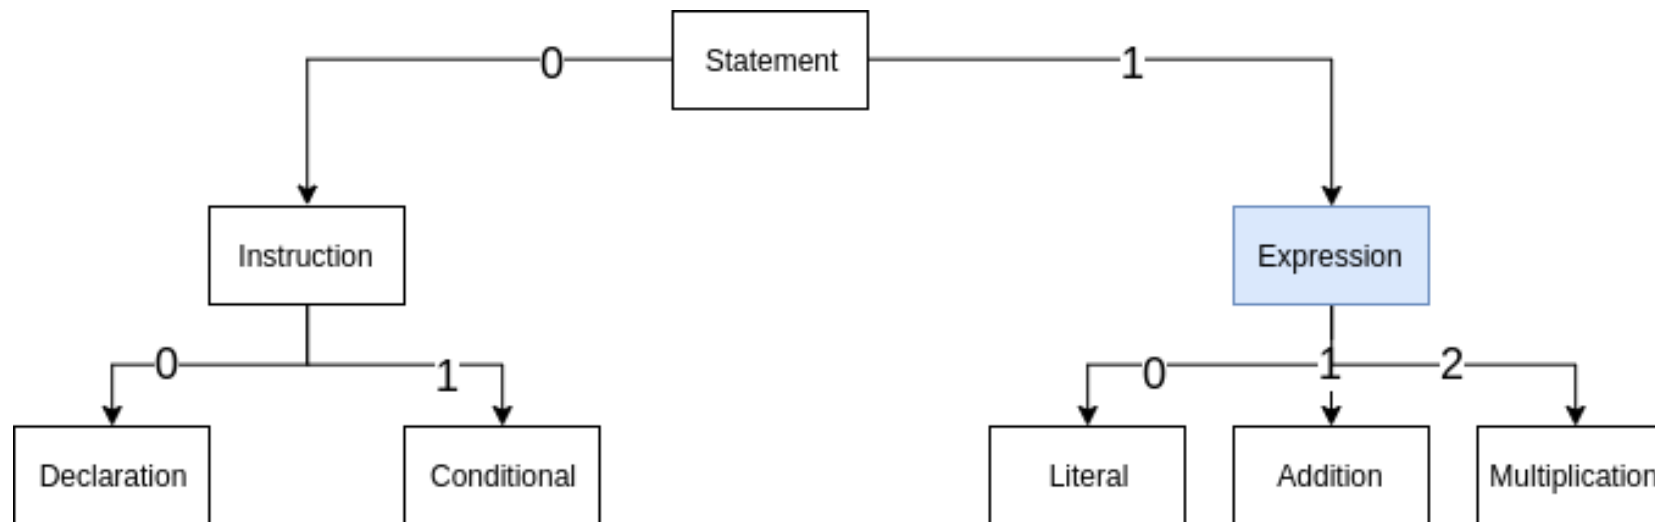 Statement
0
1
Instruction
Expression
0
1
0
1
2
Declaration
Conditional
Literal
Addition
Multiplication